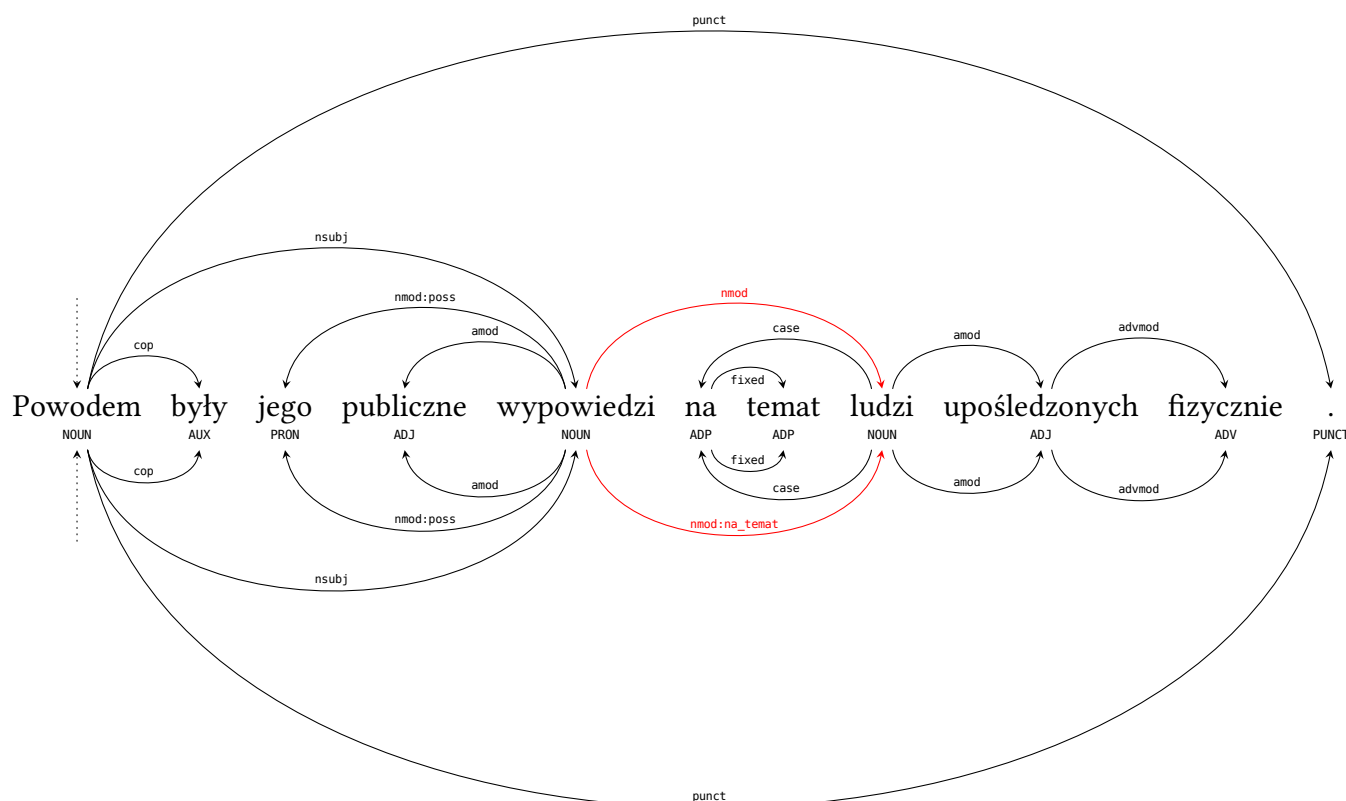 punct
nsubj
nmod:poss
nmod
amod
case
amod
advmod
cop
fixed
Powodem były jego publiczne wypowiedzi na temat ludzi upośledzonych fizycznie .
NOUN AUX PRON ADJ NOUN ADP ADP NOUN ADJ ADV PUNCT
fixed
cop
amod
case
amod
advmod
nmod:poss
nmod:na_temat
nsubj
punct